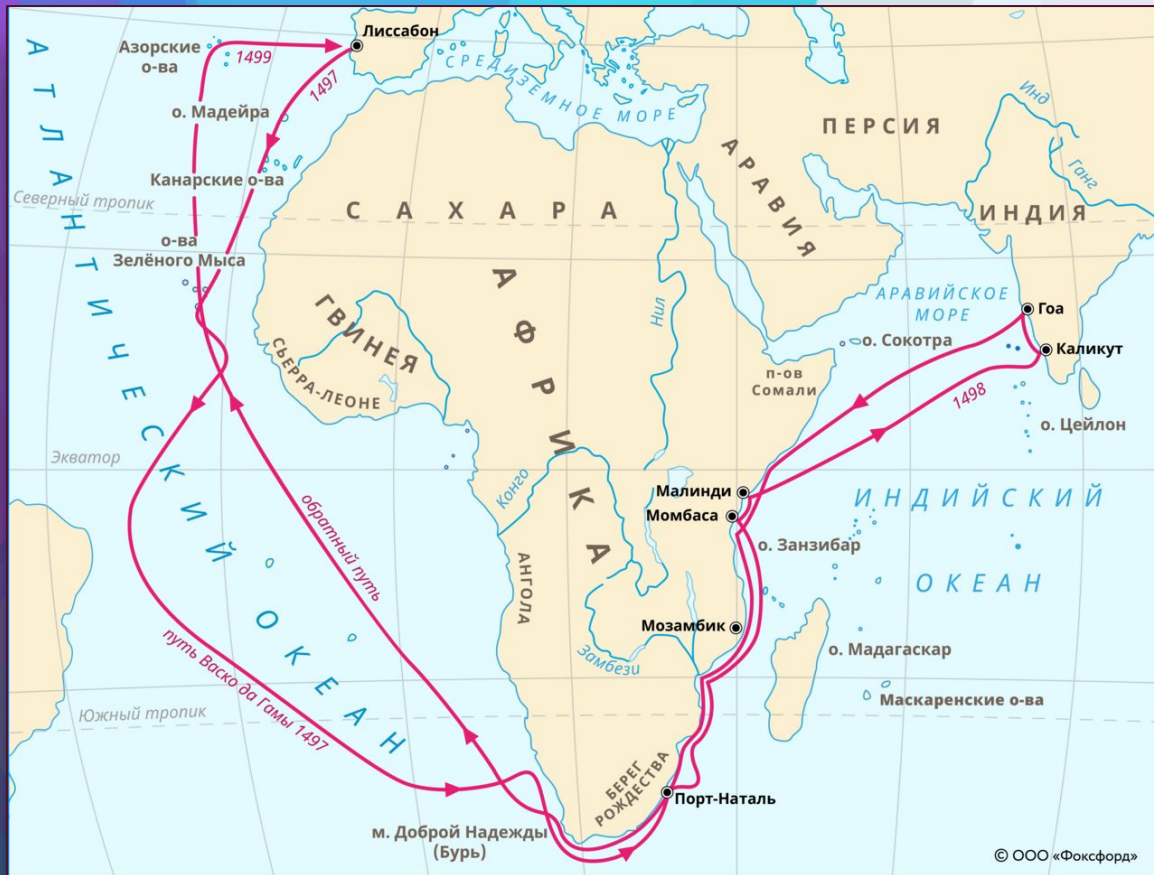 Лиссабон
Азорские
о-ва
1499
1497
СРЕДИЗЕМНОЕ МОРЕ
о. Мадейра
Канарские о-ва
Северный тропик
о-ва
Зелёного Мыса
АТЛАНТИЧЕСКИЙ ОКЕАН
САХАРА
АФРИКА
ГВИНЕЯ
СЬЕРРА-ЛЕОНЕ
Нил
АРАВИЯ
ПЕРСИЯ
Инд
Ганг
ИНДИЯ
АРАВИЙСКОЕ
МОРЕ
Гоа
о. Сокотра
Каликут
п-ов
Сомали
1498
о. Цейлон
Экватор
Конго
Малинди
Момбаса
ИНДИЙСКИЙ
ОКЕАН
о. Занзибар
обратный путь
АНГОЛА
Мозамбик
Замбези
о. Мадагаскар
Маскаренские о-ва
путь Васко да Гамы 1497
Южный тропик
БЕРЕГ
РОЖДЕСТВА
Порт-Наталь
м. Доброй Надежды
(Бурь)
© ООО «Фоксфорд»